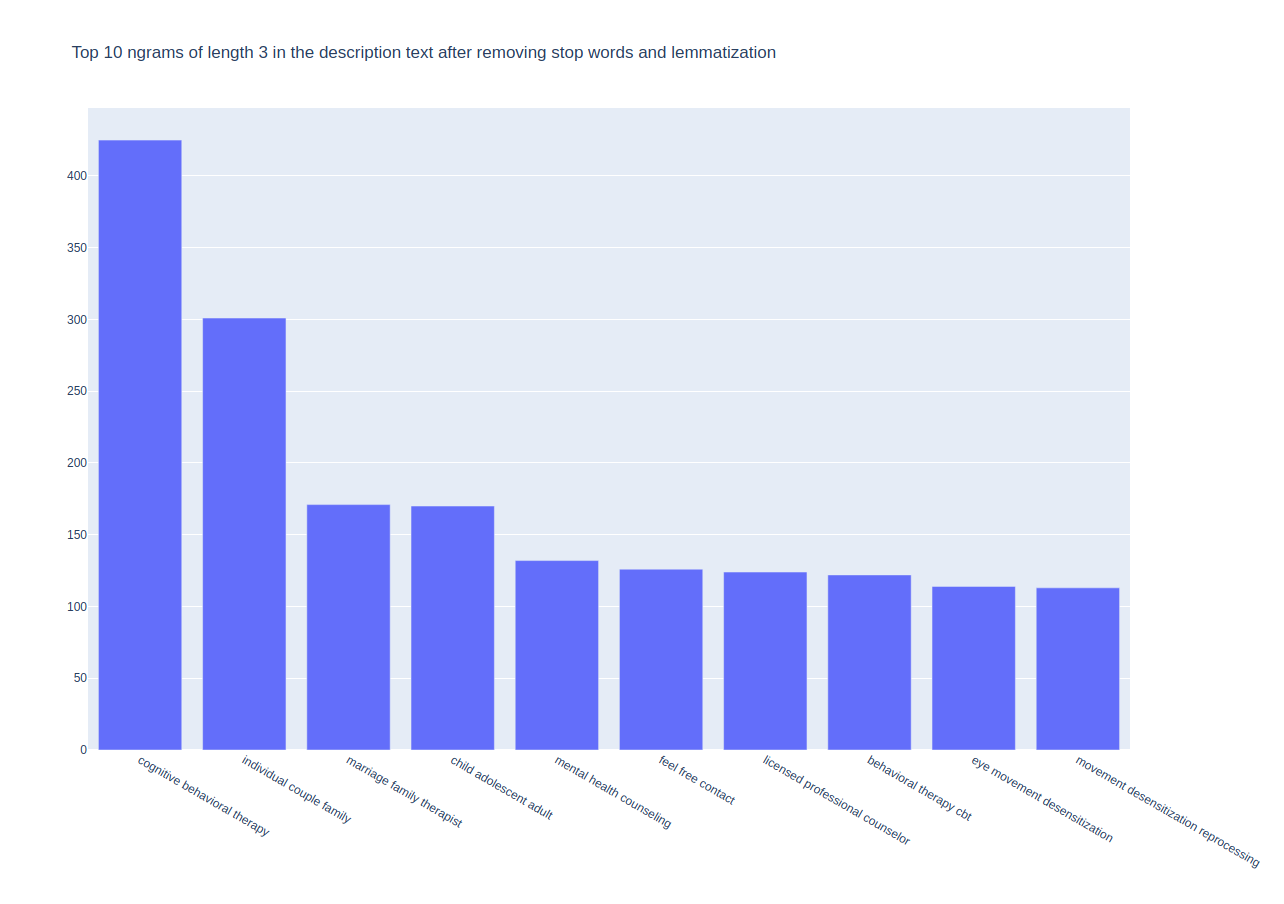 Top 10 ngrams of length 3 in the description text after removing stop words and lemmatization
400
350
300
250
200
150
100
50
0
cognitive behavioral therapy
individual couple family
marriage family therapist
child adolescent adult
mental health counseling
feel free contact
licensed professional counselor
behavioral therapy cbt
eye movement desensitization
movement desensitization reprocessing